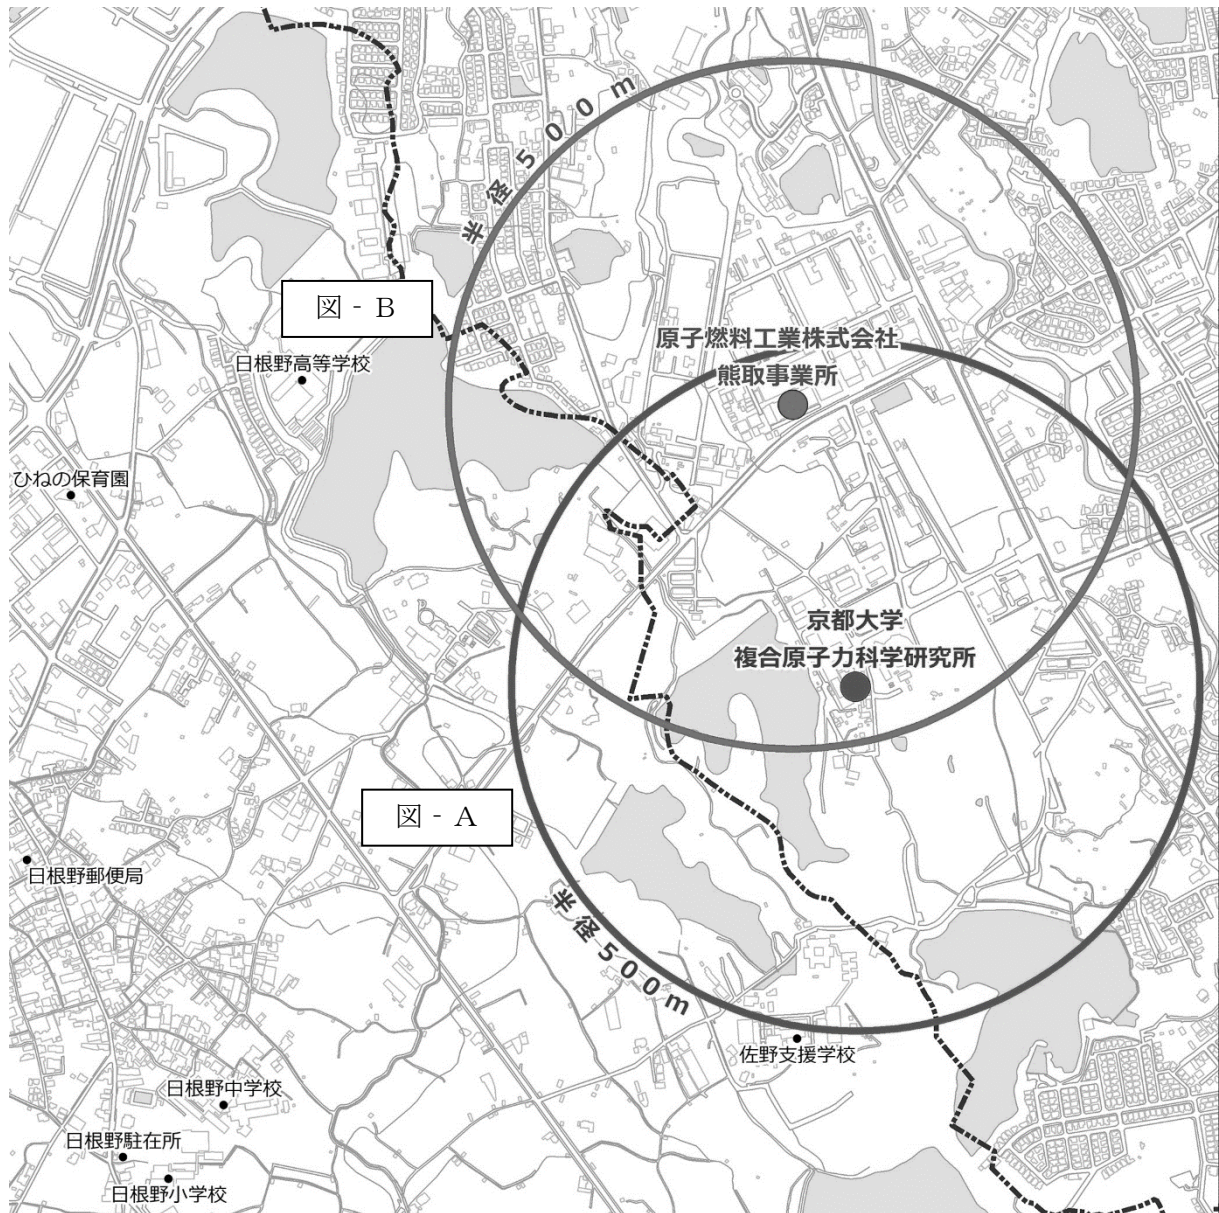 半径500m
図‐B
原子燃料工業株式会社
熊取事業所
日根野高等学校
ひねの保育園
京都大学
複合原子力科学研究所
図‐A
日根野郵便局
半径500m
佐野支援学校
日根野中学校
日根野駐在所
日根野小学校